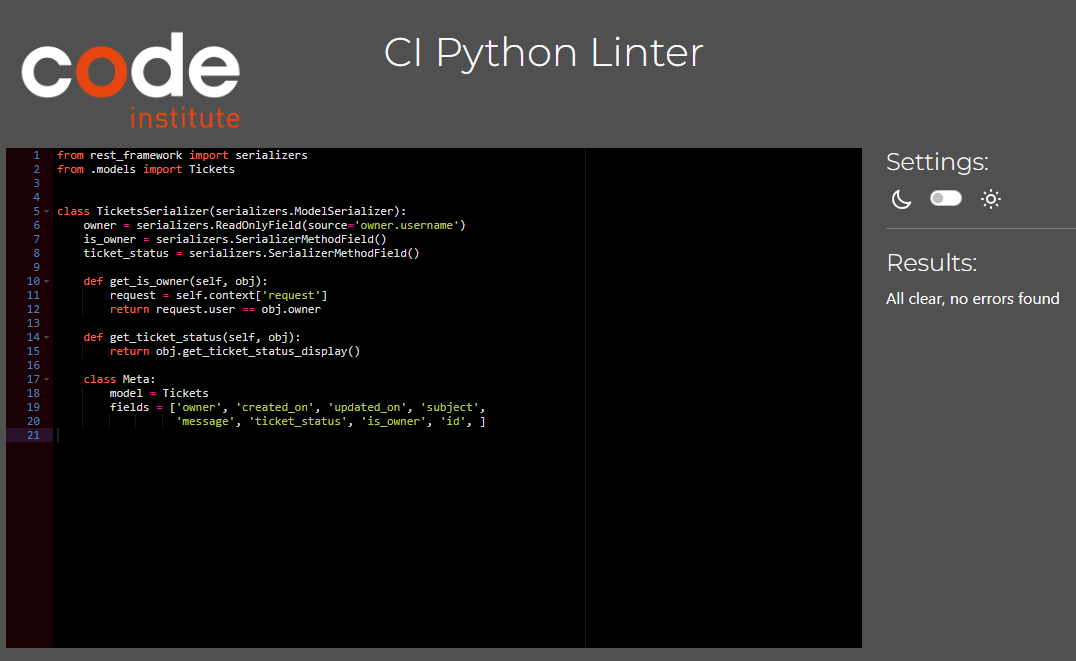 code
institute
CI Python Linter
1 from rest_framework import serializers
2 from .models import Tickets
3
4
5 class TicketsSerializer(serializers.ModelSerializer):
6     owner = serializers.ReadOnlyField(source='owner.username')
7     is_owner = serializers.SerializerMethodField()
8     ticket_status = serializers.SerializerMethodField()
9
10     def get_is_owner(self, obj):
11         request = self.context['request']
12         return request.user == obj.owner
13
14     def get_ticket_status(self, obj):
15         return obj.get_ticket_status_display()
16
17     class Meta:
18         model = Tickets
19         fields = ['owner', 'created_on', 'updated_on', 'subject',
20                   'message', 'ticket_status', 'is_owner', 'id', ]
21
Settings:
Results:
All clear, no errors found